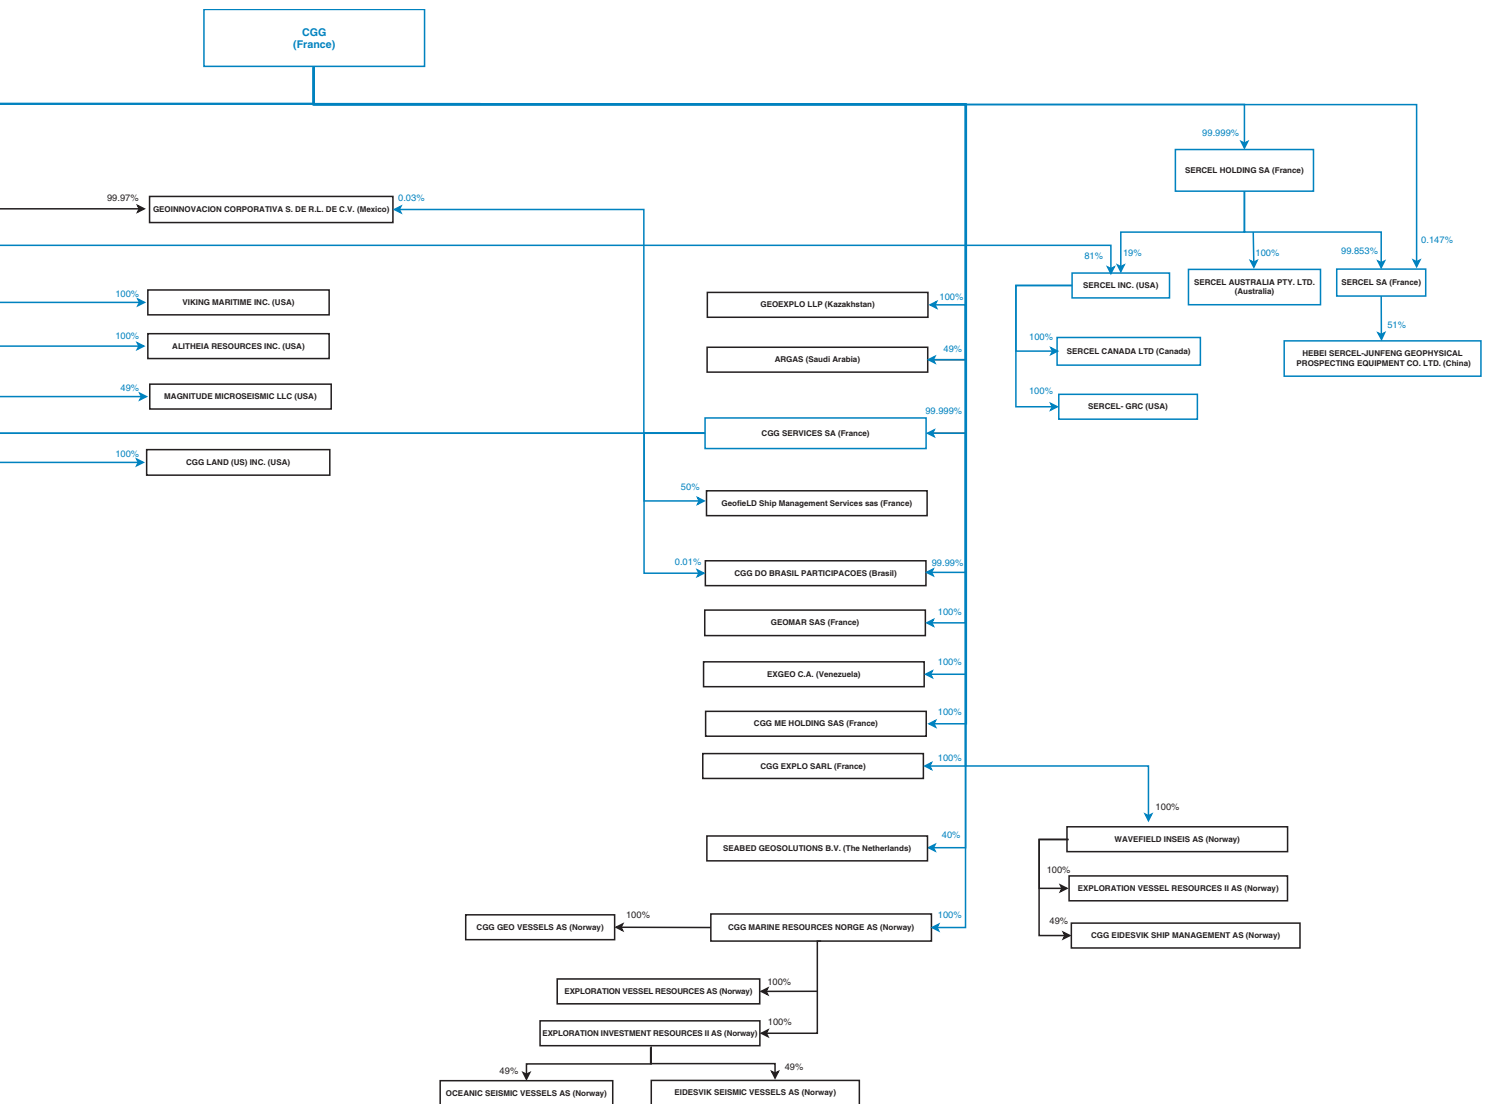 CGG
(France)
99.999%
SERCEL HOLDING SA (France)
99.97%
GEOINNOVACION CORPORATIVA S. DE R.L. DE C.V. (Mexico)
0.03%
81%
19%
100%
99.853%
0.147%
SERCEL INC. (USA)
SERCEL AUSTRALIA PTY. LTD.
(Australia)
SERCEL SA (France)
100%
VIKING MARITIME INC. (USA)
GEOEXPLO LLP (Kazakhstan)
100%
51%
100%
ALITHEIA RESOURCES INC. (USA)
ARGAS (Saudi Arabia)
49%
100%
SERCEL CANADA LTD (Canada)
HEBEI SERCEL-JUNFENG GEOPHYSICAL
PROSPECTING EQUIPMENT CO. LTD. (China)
49%
MAGNITUDE MICROSEISMIC LLC (USA)
100%
SERCEL- GRC (USA)
99.999%
CGG SERVICES SA (France)
100%
CGG LAND (US) INC. (USA)
50%
GeofieLD Ship Management Services sas (France)
0.01%
CGG DO BRASIL PARTICIPACOES (Brasil)
99.99%
GEOMAR SAS (France)
100%
EXGEO C.A. (Venezuela)
100%
CGG ME HOLDING SAS (France)
100%
CGG EXPLO SARL (France)
100%
100%
WAVEFIELD INSEIS AS (Norway)
SEABED GEOSOLUTIONS B.V. (The Netherlands)
40%
100%
EXPLORATION VESSEL RESOURCES II AS (Norway)
49%
CGG EIDESVIK SHIP MANAGEMENT AS (Norway)
CGG GEO VESSELS AS (Norway)
100%
CGG MARINE RESOURCES NORGE AS (Norway)
100%
EXPLORATION VESSEL RESOURCES AS (Norway)
100%
EXPLORATION INVESTMENT RESOURCES II AS (Norway)
100%
49%
49%
OCEANIC SEISMIC VESSELS AS (Norway)
EIDESVIK SEISMIC VESSELS AS (Norway)